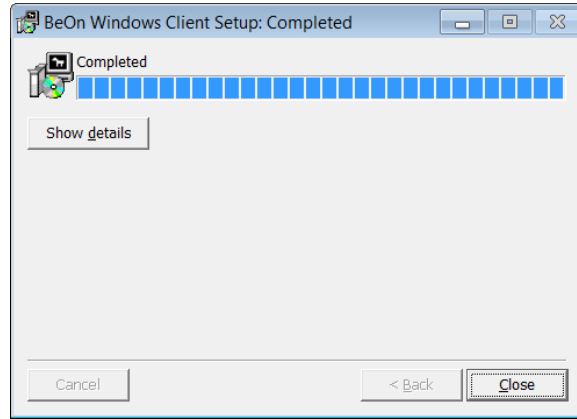 BeOn Windows Client Setup: Completed
Completed
Show details
Cancel
< Back
Close